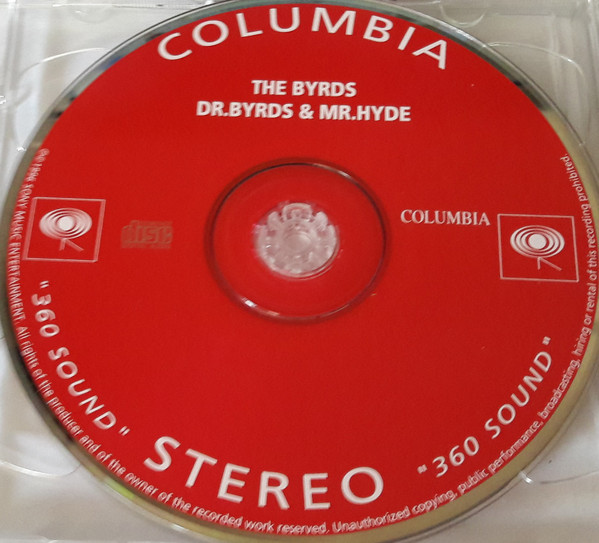 COLUMBIA
THE BYRDS
DR.BYRDS & MR.HYDE
COLUMBIA
disc
"360 SOUND"
STEREO
"360 SOUND"
SONY MUSIC ENTERTAINMENT. All rights of the producer and of the owner of the recorded work reserved. Unauthorized copying, public performance, broadcasting, hiring or rental of this recording prohibited